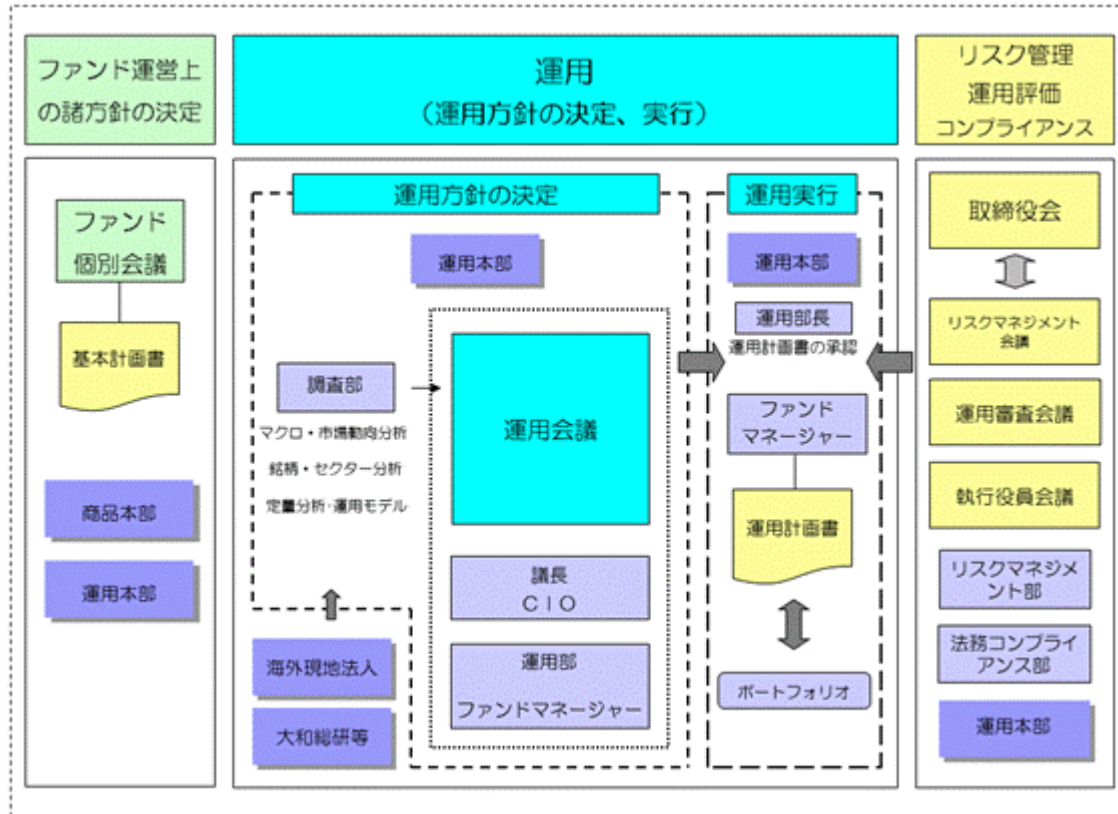 ファンド運営上
の諸方針の決定
運用
(運用方針の決定、実行)
リスク管理
運用評価
コンプライアンス
ファンド
個別会議
基本計画書
商品本部
運用本部
運用方針の決定
運用本部
調査部
マクロ・市場動向分析
銘柄・セクター分析
定量分析・運用モデル
運用会議
議長
CIO
運用部
ファンドマネージャー
海外現地法人
大和総研等
運用実行
運用本部
運用部長
運用計画書の承認
ファンド
マネージャー
運用計画書
ポートフォリオ
取締役会
リスクマネジメント
会議
運用審査会議
執行役員会議
リスクマネジメ
ント部
法務コンプライ
アンス部
運用本部